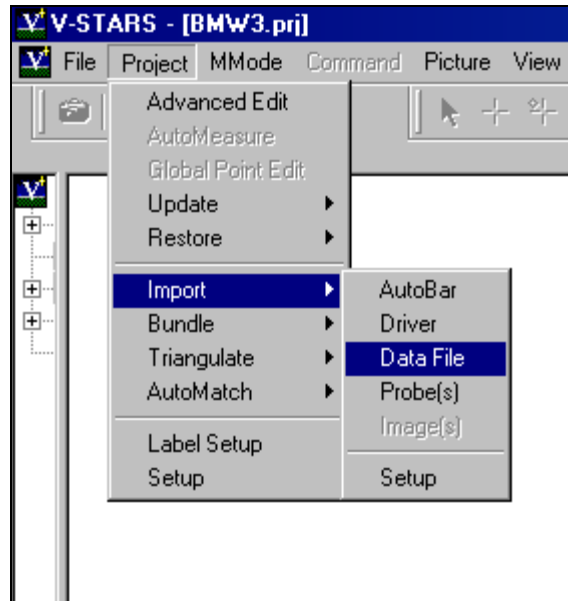 V-STARS - [BMW3.prj]
File Project MMode Command Picture View
Advanced Edit
AutoMeasure
Global Point Edit
Update
Restore
Import
Bundle
Triangulate
AutoMatch
Label Setup
Setup
AutoBar
Driver
Data File
Probe(s)
Image(s)
Setup